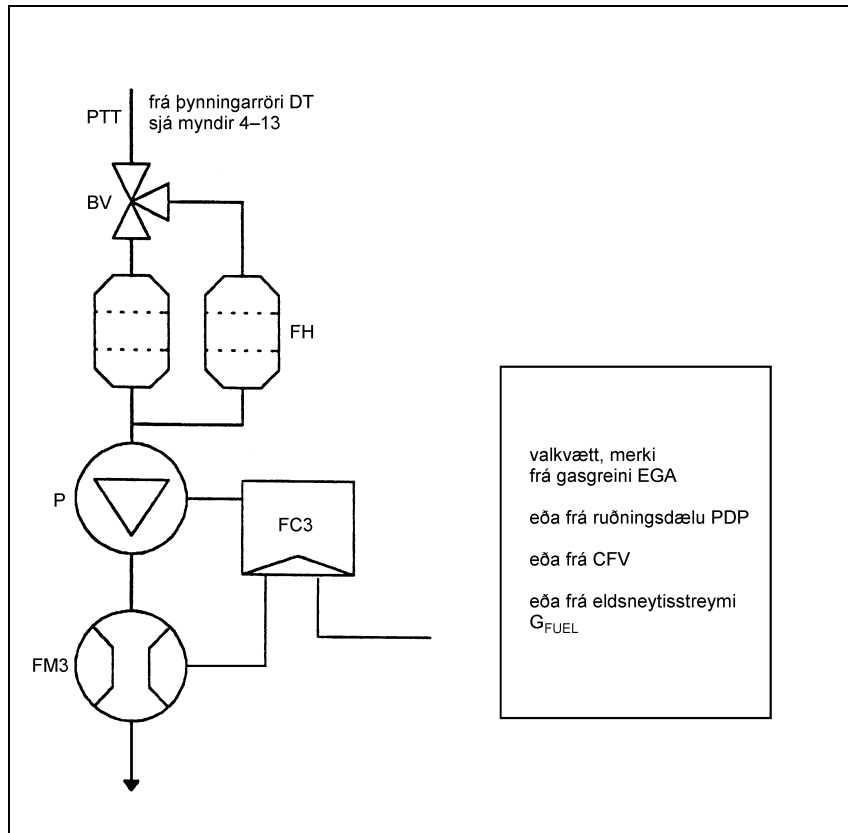 frá þynningarröri DT
sjá myndir 4–13
PTT
BV
FH
P
FC3
FM3
valkvætt, merki
frá gasgreini EGA
eða frá ruðningsdælu PDP
eða frá CFV
eða frá eldsneytisstreymi
G_FUEL